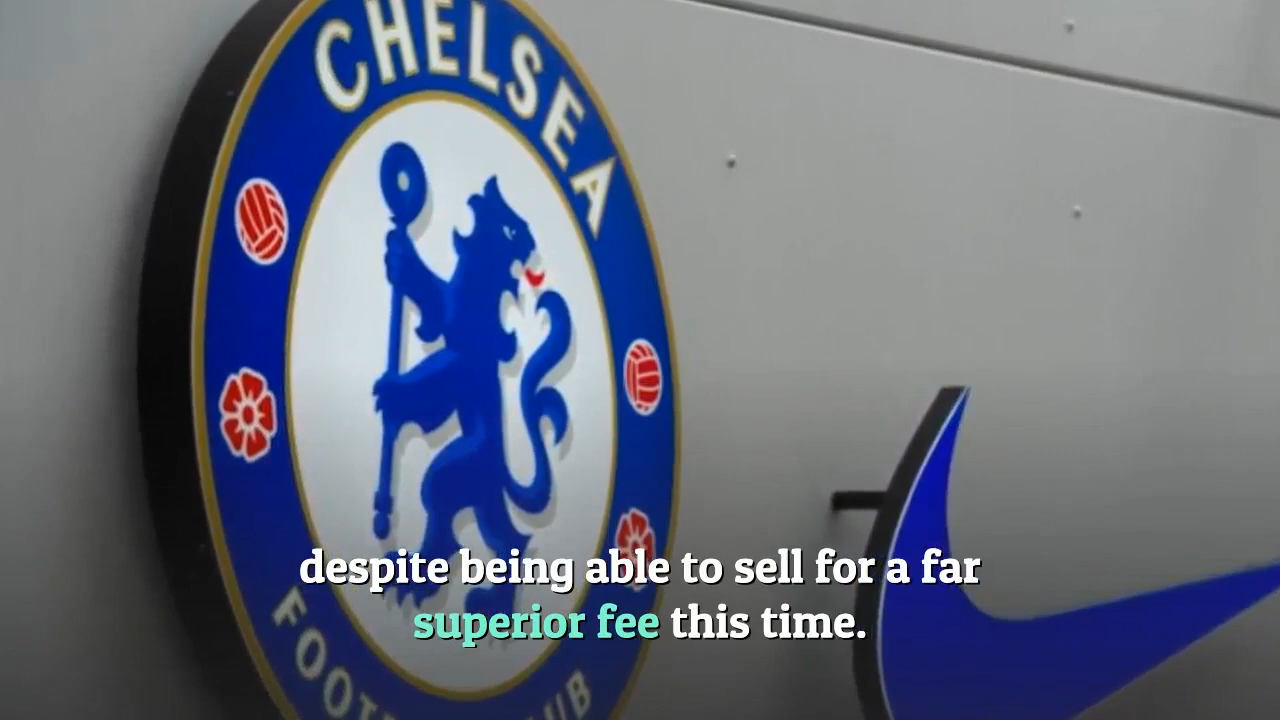 CHELSEA
despite being able to sell for a far
superior fee this time.